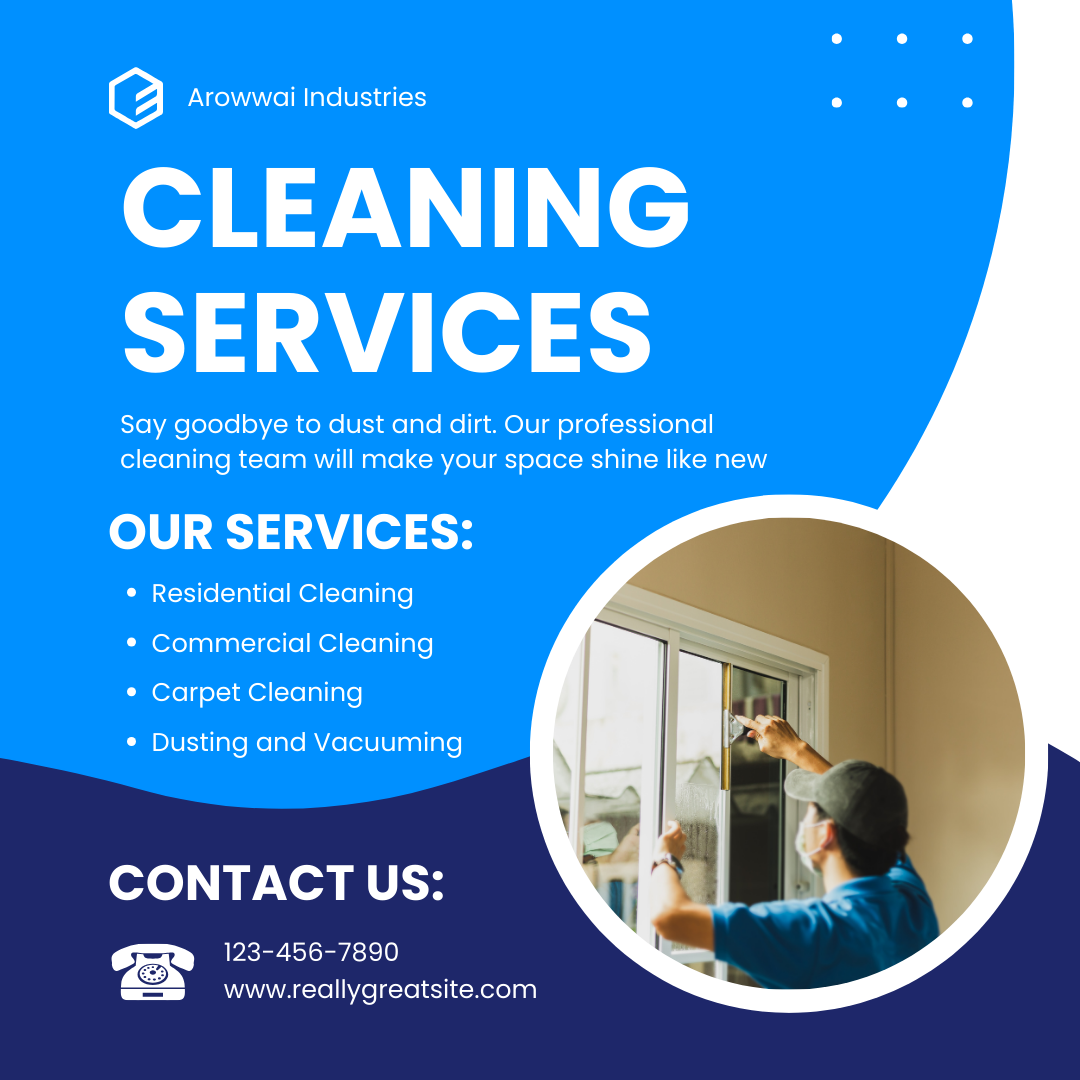 Arowwai Industries
CLEANING
SERVICES
Say goodbye to dust and dirt. Our professional
cleaning team will make your space shine like new
OUR SERVICES:
• Residential Cleaning
• Commercial Cleaning
• Carpet Cleaning
• Dusting and Vacuuming
CONTACT US:
123-456-7890
www.reallygreatsite.com